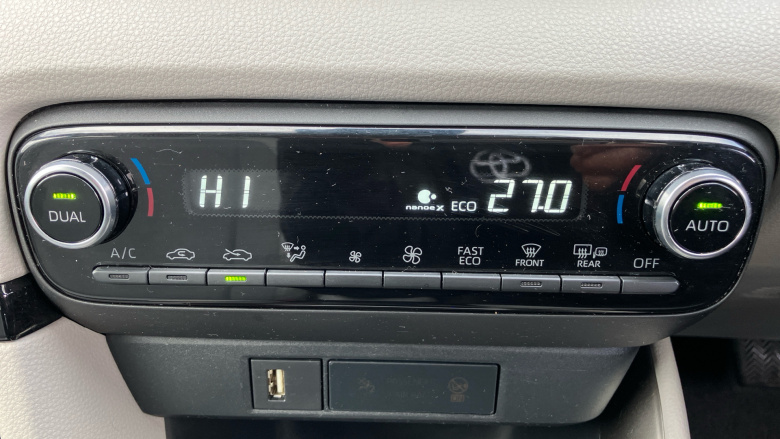 HI
nanoeX ECO 27.0
DUAL
AUTO
A/C
FAST ECO
FRONT
REAR
OFF